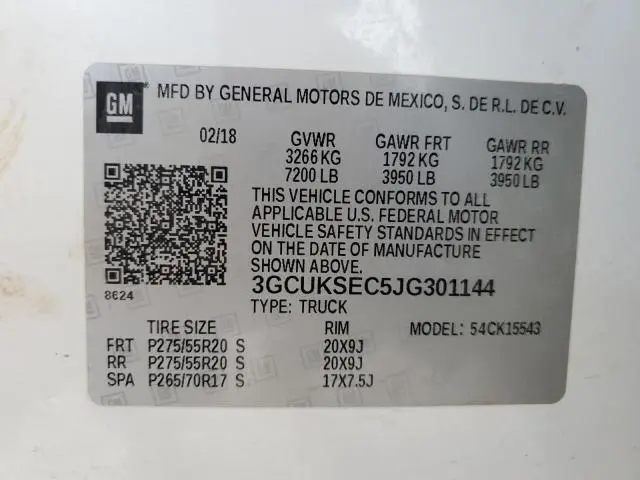 GM
MFD BY GENERAL MOTORS DE MEXICO, S. DE R.L. DE C.V.
02/18 GVWR GAWR FRT GAWR RR
3266 KG 1792 KG 1792 KG
7200 LB 3950 LB 3950 LB
THIS VEHICLE CONFORMS TO ALL
APPLICABLE U.S. FEDERAL MOTOR
VEHICLE SAFETY STANDARDS IN EFFECT
ON THE DATE OF MANUFACTURE
SHOWN ABOVE.
8624
3GCUKSEC5JG301144
TYPE: TRUCK
TIRE SIZE RIM MODEL: 54CK15543
FRT P275/55R20 S 20X9J
RR P275/55R20 S 20X9J
SPA P265/70R17 S 17X7.5J